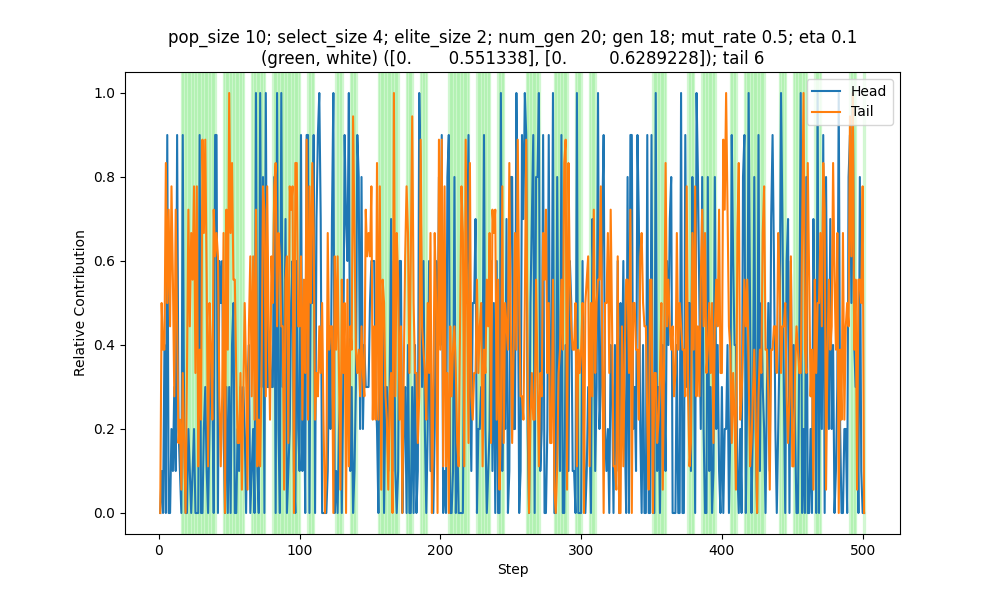 pop_size 10; select_size 4; elite_size 2; num_gen 20; gen 18; mut_rate 0.5; eta 0.1
(green, white) ([0. 0.551338], [0. 0.6289228]); tail 6
Head
Tail
Relative Contribution
1.0
0.8
0.6
0.4
0.2
0.0
0 100 200 300 400 500
Step